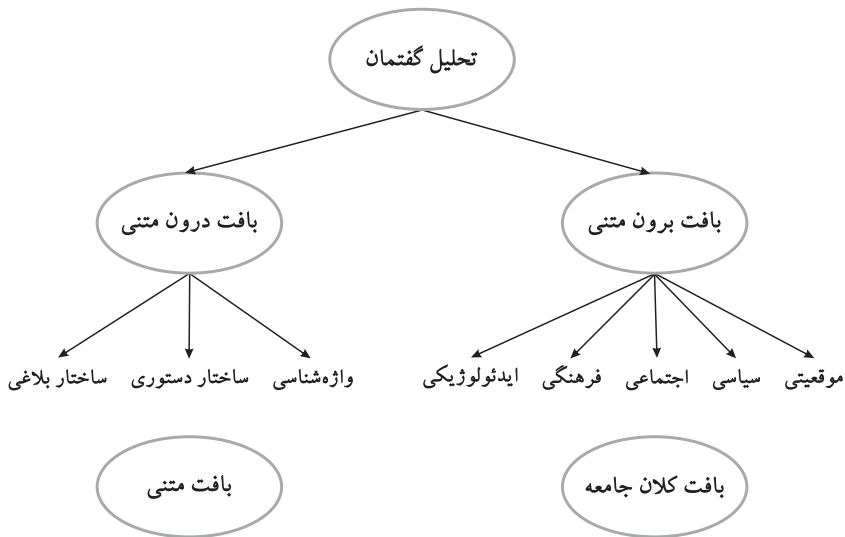 تحلیل گفتمان
بافت برون متنی
بافت درون متنی
موقعیتی
سیاسی
اجتماعی
فرهنگی
ایدئولوژیکی
واژه‌شناسی
ساختار دستوری
ساختار بلاغی
بافت کلان جامعه
بافت متنی